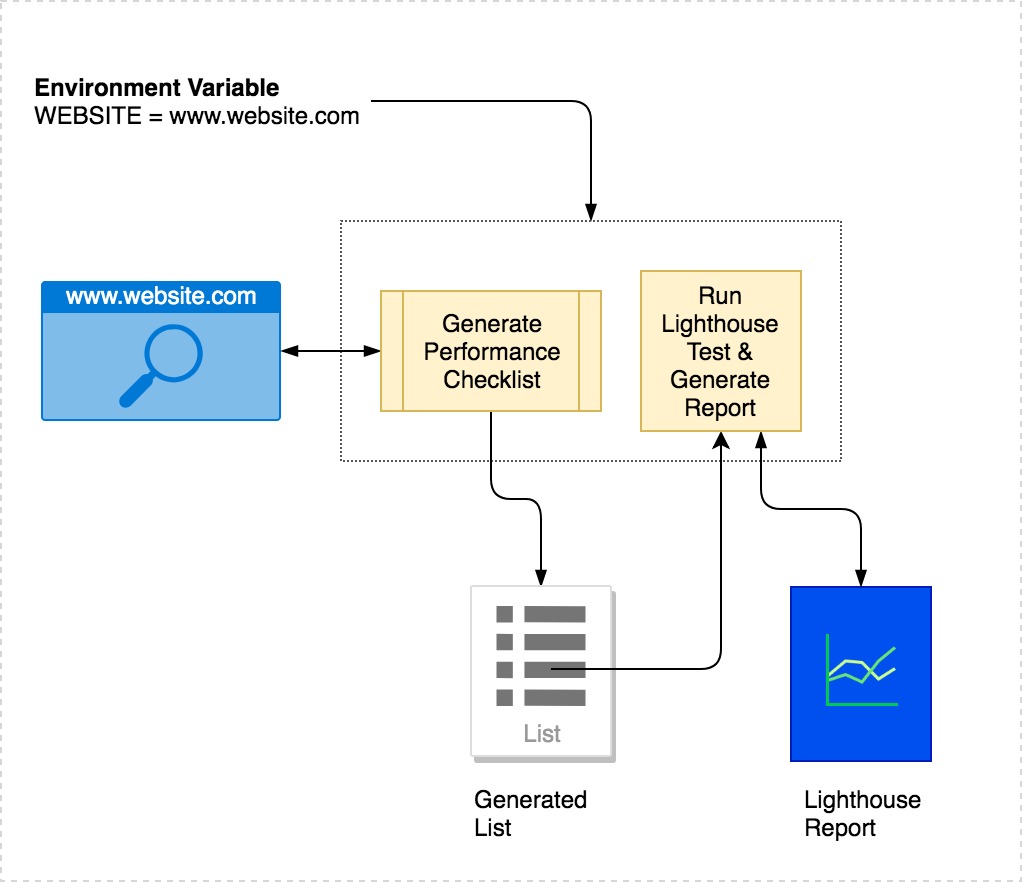 Environment Variable
WEBSITE = www.website.com
www.website.com
Generate
Performance
Checklist
Run
Lighthouse
Test &
Generate
Report
List
Generated
List
Lighthouse
Report